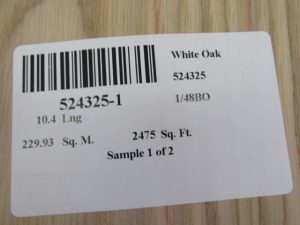 White Oak
524325
524325-1
1/48BO
10.4 Lng
229.93 Sq. M.
2475 Sq. Ft.
Sample 1 of 2